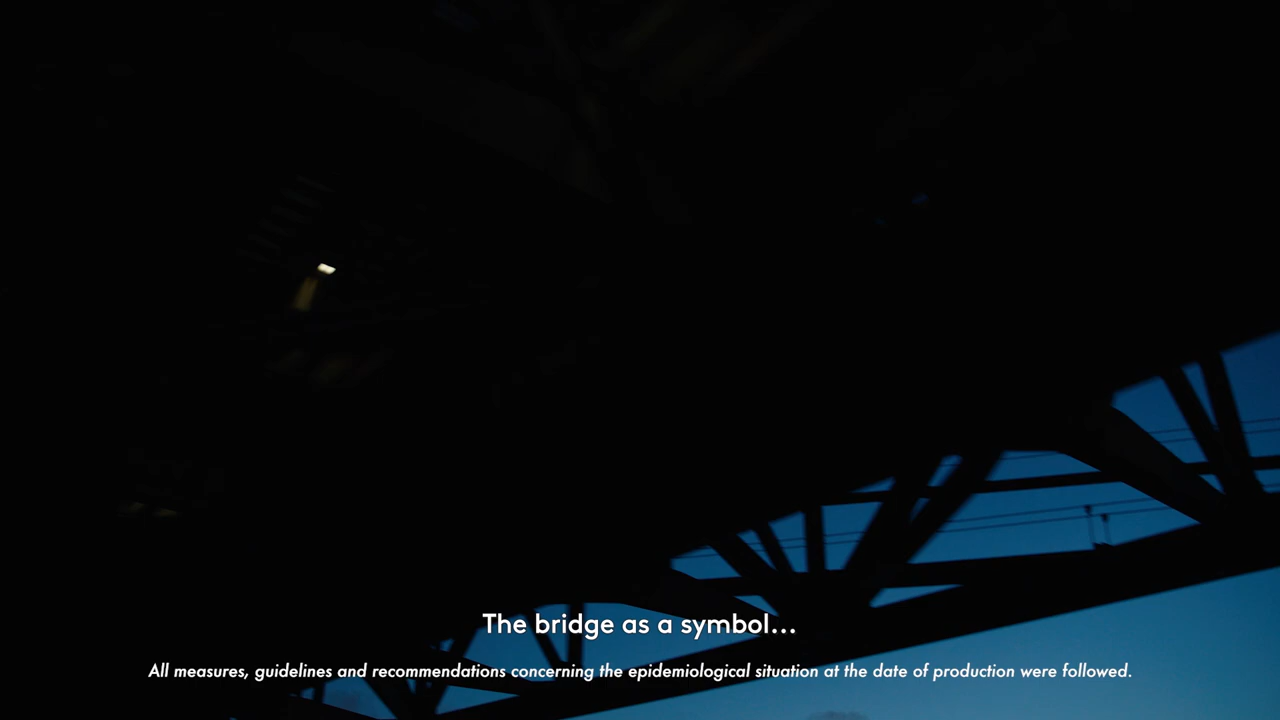 The bridge as a symbol...
All measures, guidelines and recommendations concerning the epidemiological situation at the date of production were followed.